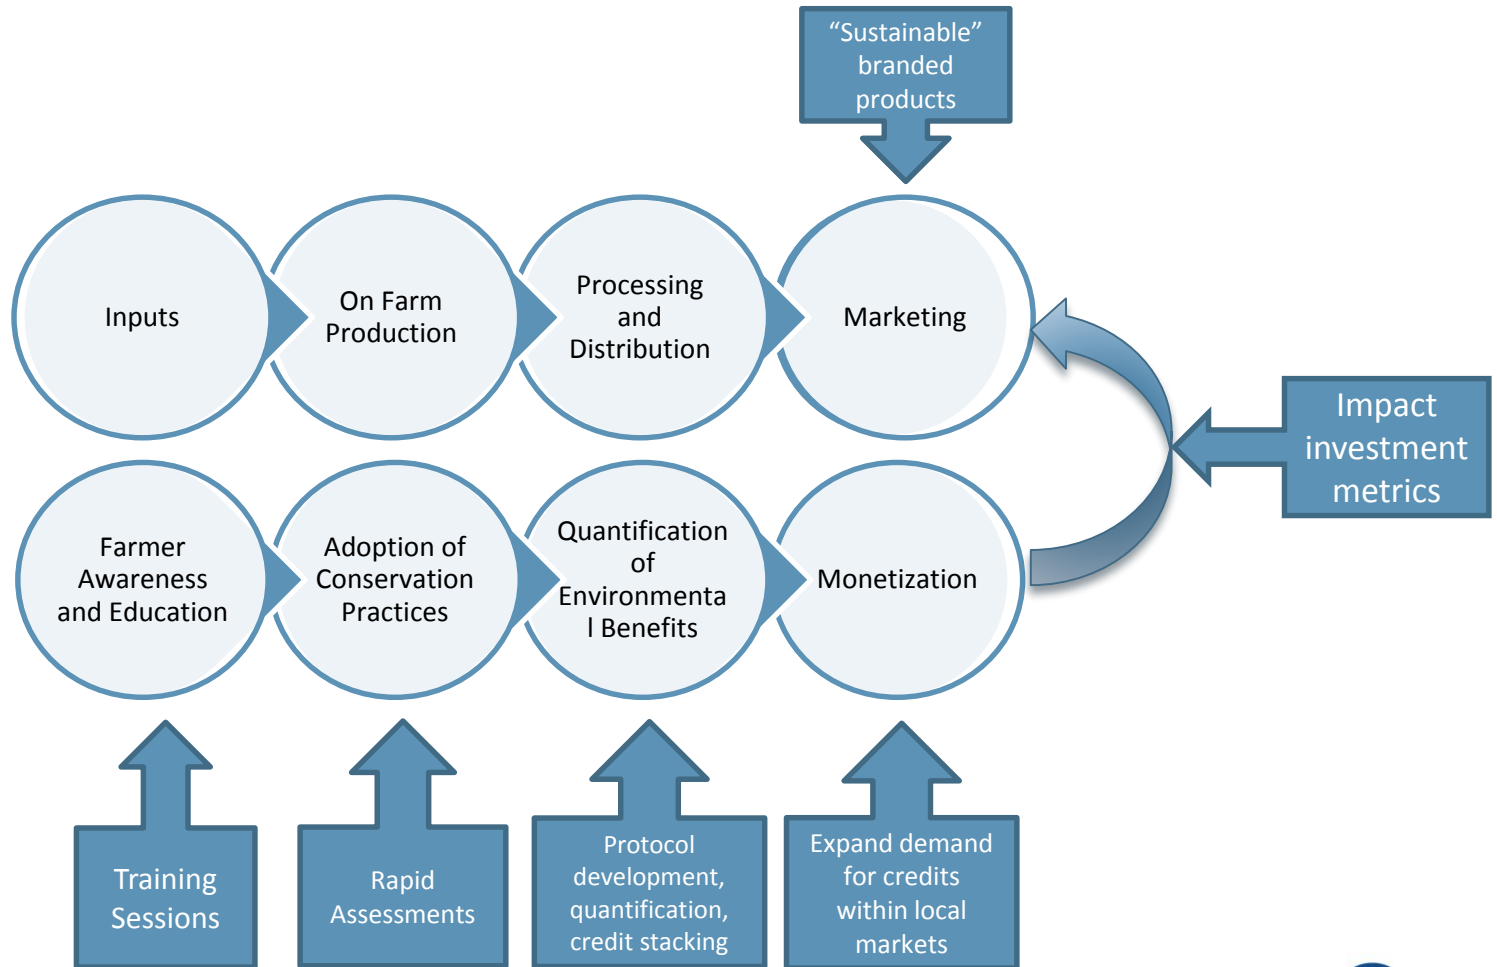 “Sustainable”
branded
products
Inputs
On Farm
Production
Processing
and
Distribution
Marketing
Impact
investment
metrics
Farmer
Awareness
and Education
Adoption of
Conservation
Practices
Quantification
of
Environmenta
l Benefits
Monetization
Training
Sessions
Rapid
Assessments
Protocol
development,
quantification,
credit stacking
Expand demand
for credits
within local
markets